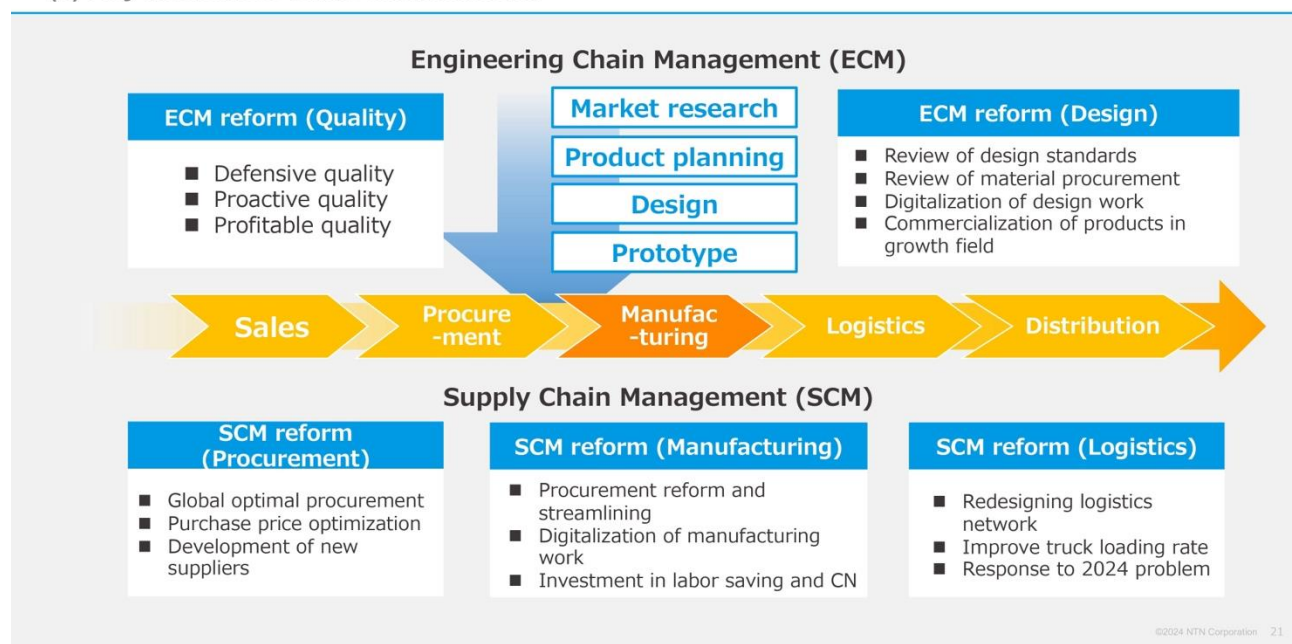 Engineering Chain Management (ECM)
ECM reform (Quality)
■ Defensive quality
■ Proactive quality
■ Profitable quality
Market research
Product planning
Design
Prototype
ECM reform (Design)
■ Review of design standards
■ Review of material procurement
■ Digitalization of design work
■ Commercialization of products in
growth field
Sales
Procure
-ment
Manufac
-turing
Logistics
Distribution
Supply Chain Management (SCM)
SCM reform
(Procurement)
■ Global optimal procurement
■ Purchase price optimization
■ Development of new
suppliers
SCM reform (Manufacturing)
■ Procurement reform and
streamlining
■ Digitalization of manufacturing
work
■ Investment in labor saving and CN
SCM reform (Logistics)
■ Redesigning logistics
network
■ Improve truck loading rate
■ Response to 2024 problem
©2024 NTN Corporation 21